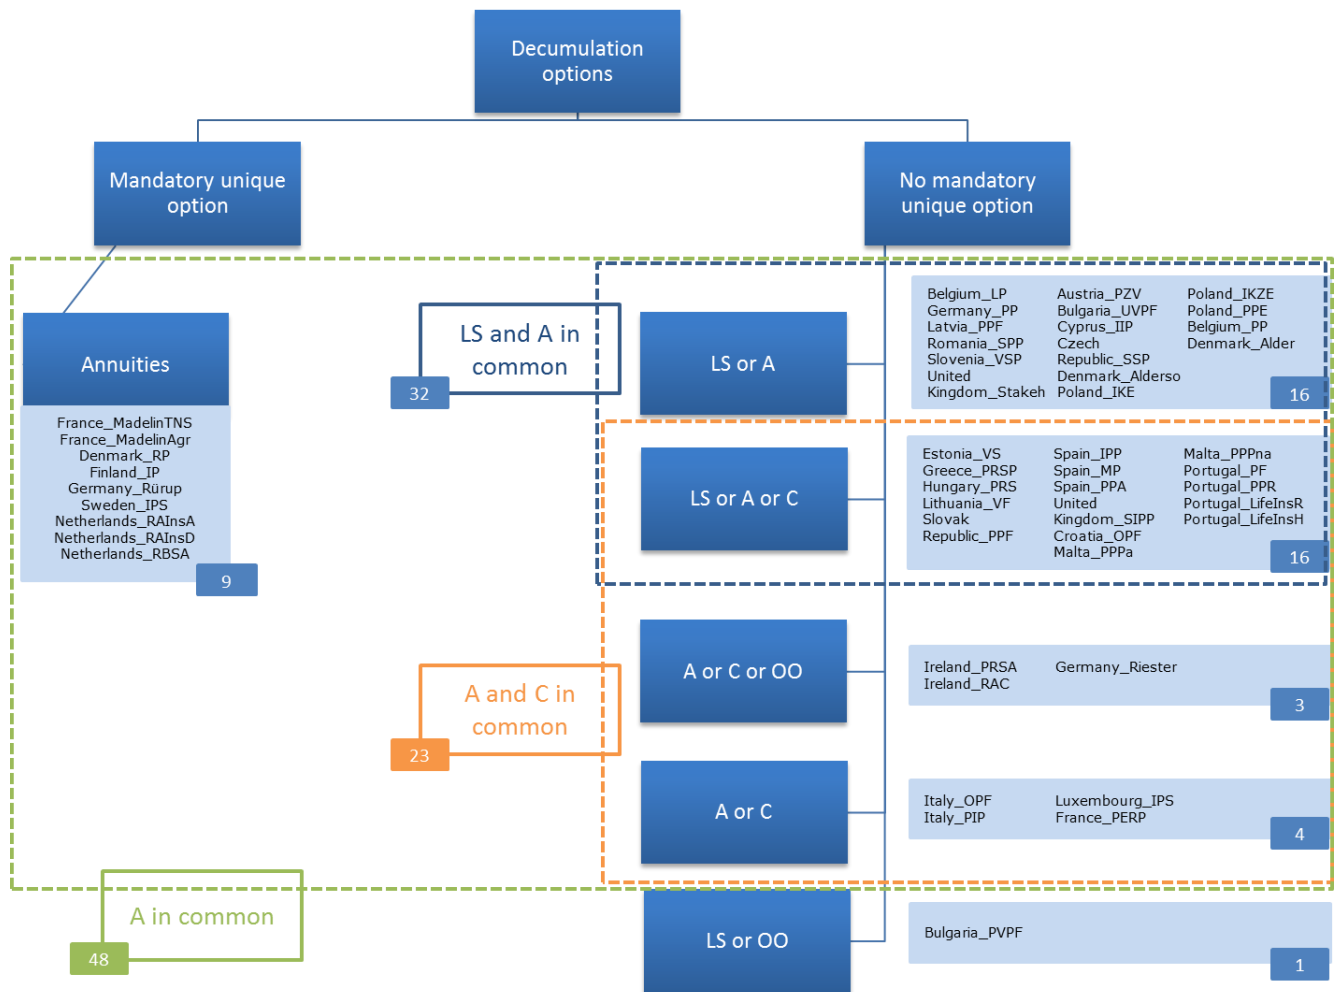 Decumulation
options
Mandatory unique
option
No mandatory
unique option
Annuities
France_MadelinTNS
France_MadelinAgr
Denmark_RP
Finland_IP
Germany_Rürup
Sweden_IPS
Netherlands_RAInsA
Netherlands_RAInsD
Netherlands_RBSA
9
LS and A in
common
32
LS or A
Belgium_LP
Germany_PP
Latvia_PPF
Romania_SPP
Slovenia_VSP
United
Kingdom_Stakeh
Austria_PZV
Bulgaria_UVPF
Cyprus_IIP
Czech
Republic_SSP
Denmark_Alderso
Poland_IKE
Poland_IKZE
Poland_PPE
Belgium_PP
Denmark_Alder
16
LS or A or C
Estonia_VS
Greece_PRSP
Hungary_PRS
Lithuania_VF
Slovak
Republic_PPF
Spain_IPP
Spain_MP
Spain_PPA
United
Kingdom_SIPP
Croatia_OPF
Malta_PPPa
Malta_PPPna
Portugal_PF
Portugal_PPR
Portugal_LifeInsR
Portugal_LifeInsH
16
A and C in
common
23
A or C or OO
Ireland_PRSA
Ireland_RAC
Germany_Riester
3
A or C
Italy_OPF
Italy_PIP
Luxembourg_IPS
France_PERP
4
A in common
48
LS or OO
Bulgaria_PVPF
1